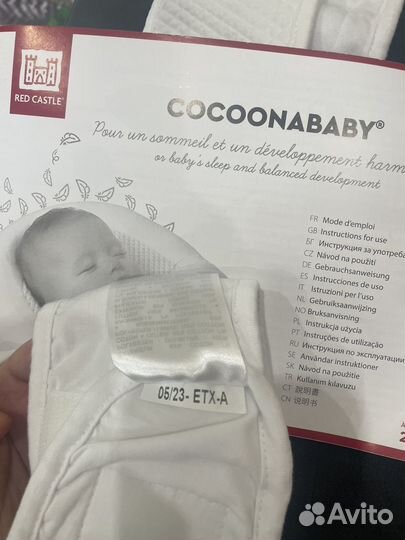 RED CASTLE
COCOONABABY®
Pour un sommeil et un développement harm
or baby's sleep and balanced development
FR Mode d'emploi
GB Instructions for use
БГ Инструкция за употреба
CZ Návod na použití
DE Gebrauchsanweisung
ES Instrucciones de uso
IT Istruzioni per l'uso
NL Gebruiksaanwijzing
NO Bruksanvisning
PL Instrukcja użycia
PT Instruções de utilização
RU Инструкция по эксплуатации
SE Användar instruktioner
SK Návod na použitie
TR Kullanım kılavuzu
CT 說明書
CN 说明书
05/23- ETX-A
Avito